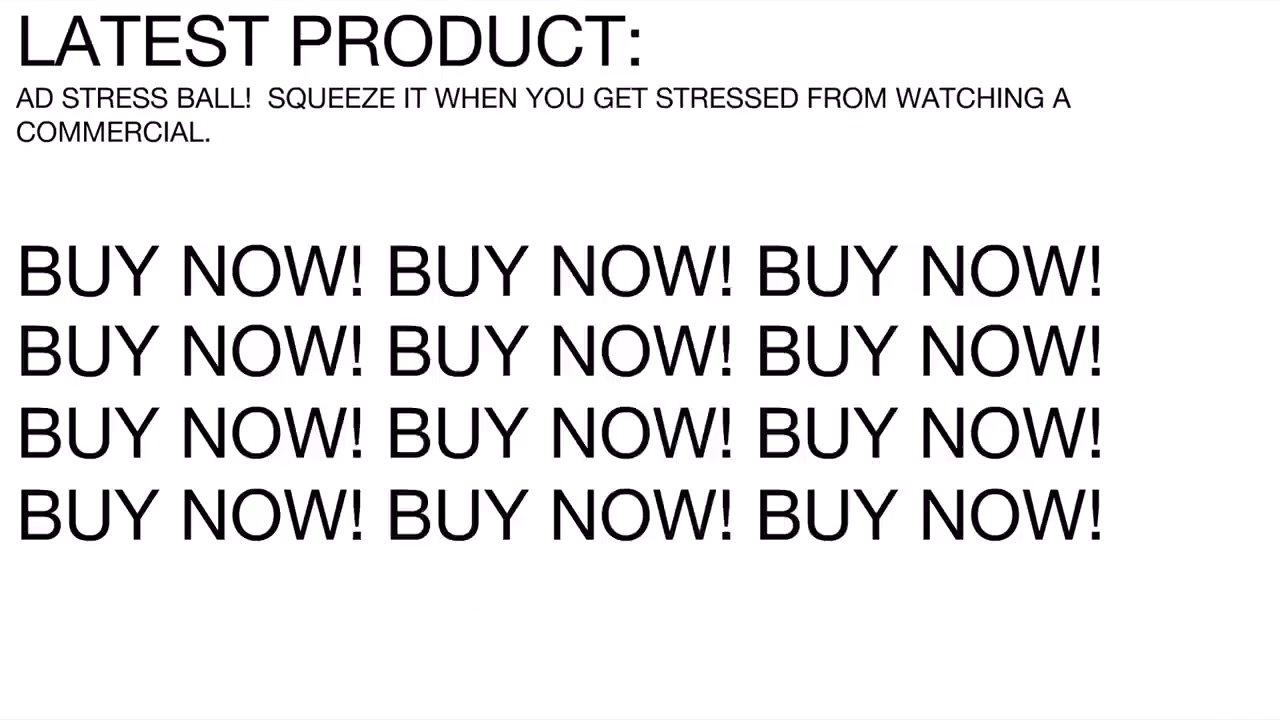 LATEST PRODUCT:
AD STRESS BALL!  SQUEEZE IT WHEN YOU GET STRESSED FROM WATCHING A
COMMERCIAL.
BUY NOW! BUY NOW! BUY NOW!
BUY NOW! BUY NOW! BUY NOW!
BUY NOW! BUY NOW! BUY NOW!
BUY NOW! BUY NOW! BUY NOW!